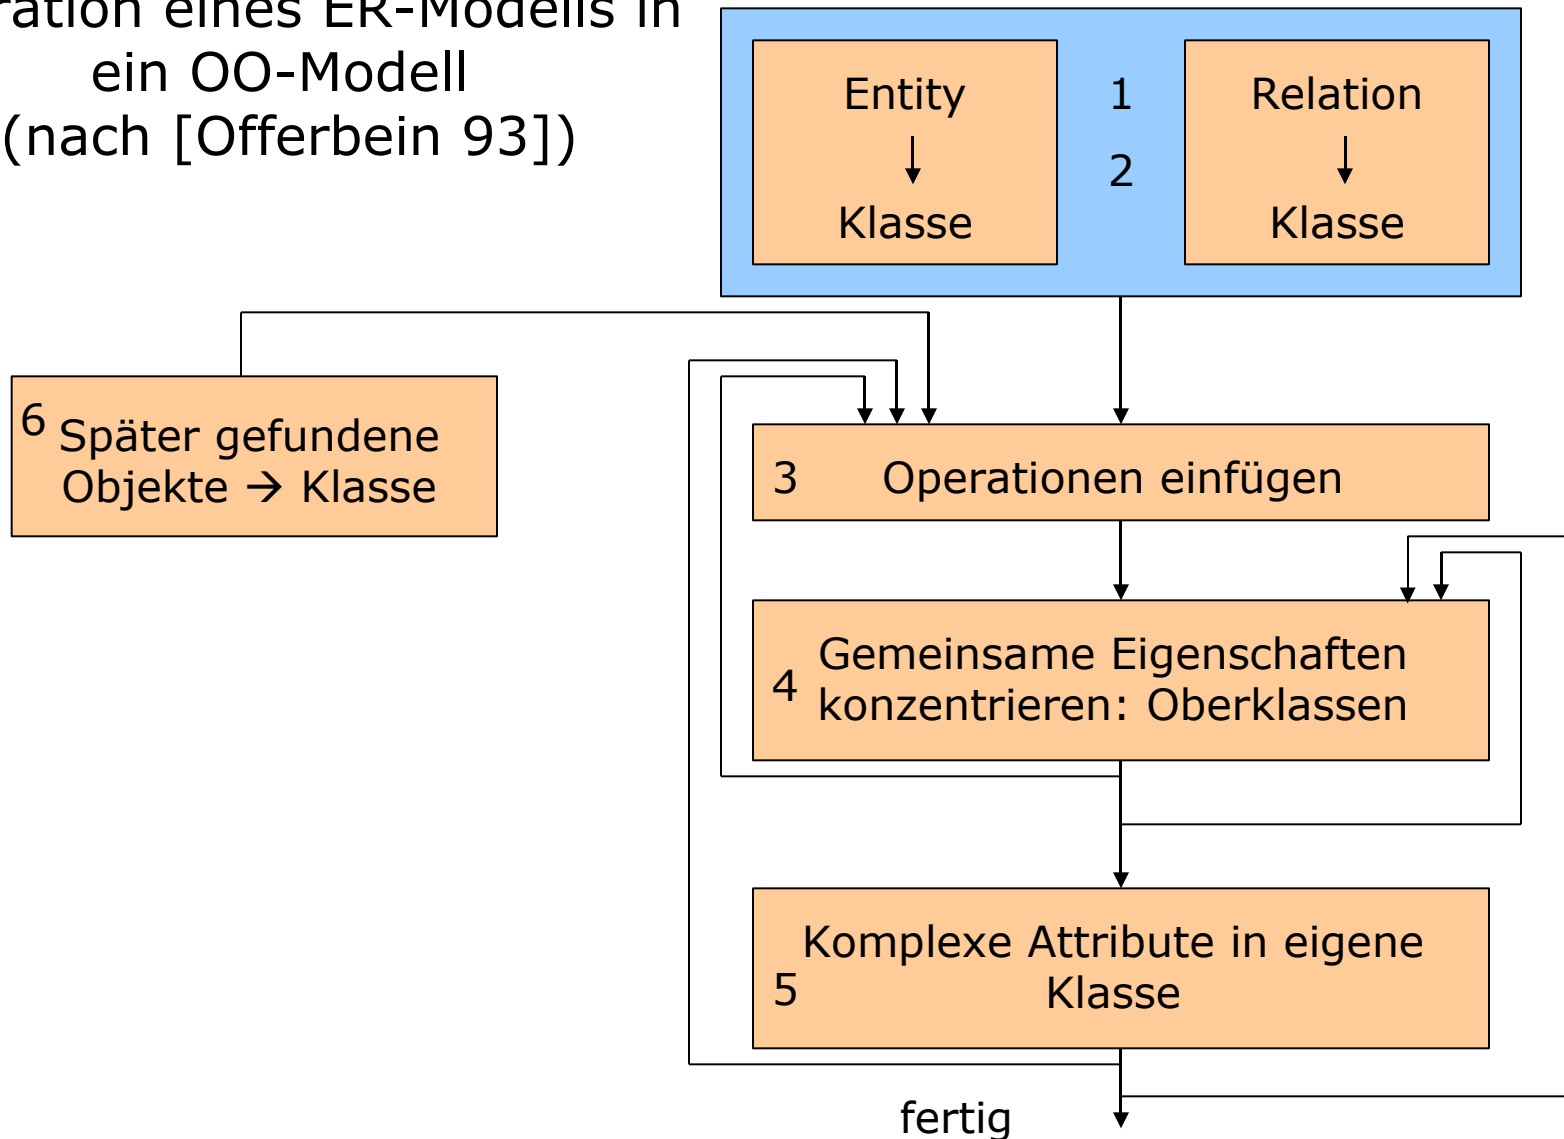 ration eines ER-Modells in
ein OO-Modell
(nach [Offerbein 93])
Entity
↓
Klasse
1
2
Relation
↓
Klasse
6
Später gefundene
Objekte → Klasse
3
Operationen einfügen
4
Gemeinsame Eigenschaften
konzentrieren: Oberklassen
5
Komplexe Attribute in eigene
Klasse
fertig